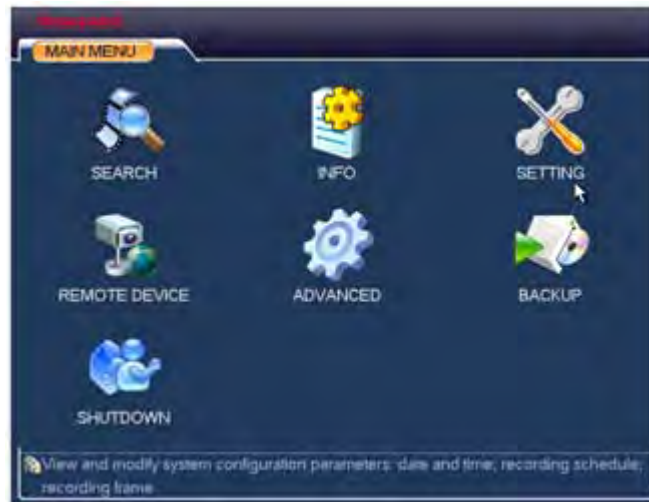 Honeywell
MAIN MENU
SEARCH INFO SETTING
REMOTE DEVICE ADVANCED BACKUP
SHUTDOWN
View and modify system configuration parameters: date and time; recording schedule;
recording frame